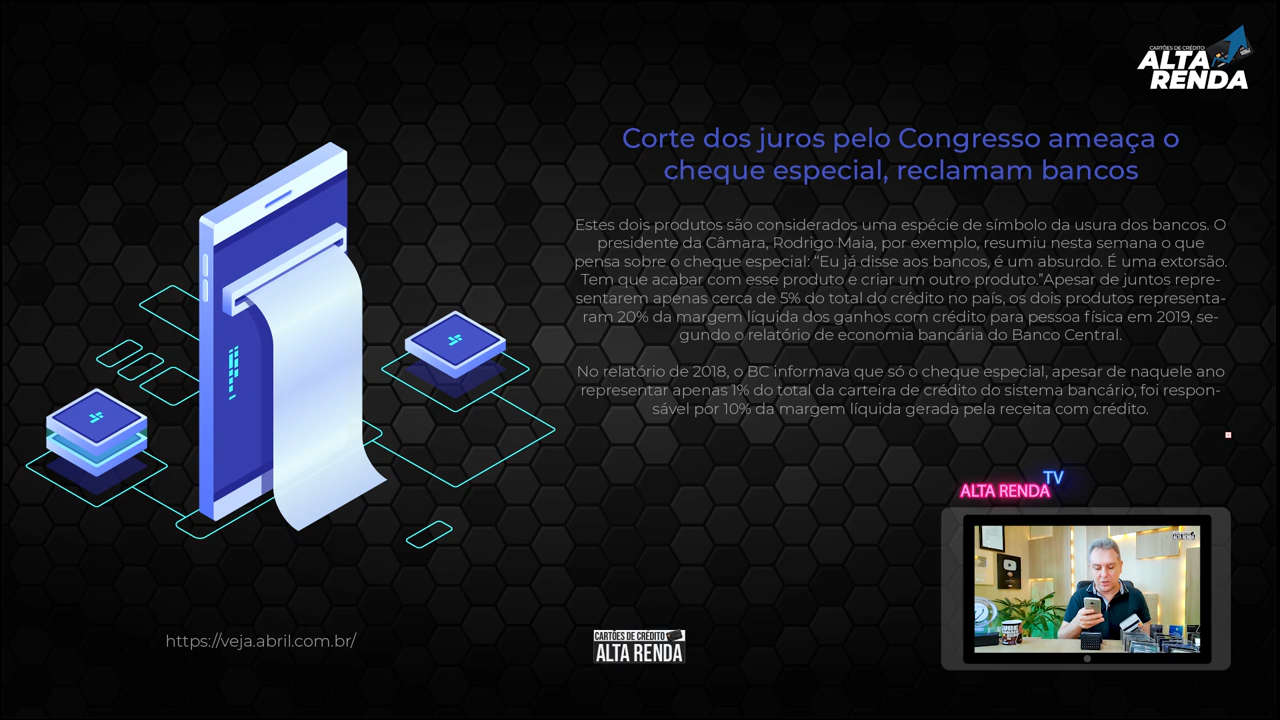 CARTÕES DE CRÉDITO
ALTA
RENDA
Corte dos juros pelo Congresso ameaça o
cheque especial, reclamam bancos
Estes dois produtos são considerados uma espécie de símbolo da usura dos bancos. O
presidente da Câmara, Rodrigo Maia, por exemplo, resumiu nesta semana o que
pensa sobre o cheque especial: “Eu já disse aos bancos, é um absurdo. É uma extorsão.
Tem que acabar com esse produto e criar um outro produto.”Apesar de juntos repre-
sentarem apenas cerca de 5% do total do crédito no país, os dois produtos representa-
ram 20% da margem líquida dos ganhos com crédito para pessoa física em 2019, se-
gundo o relatório de economia bancária do Banco Central.
No relatório de 2018, o BC informava que só o cheque especial, apesar de naquele ano
representar apenas 1% do total da carteira de crédito do sistema bancário, foi respon-
sável por 10% da margem líquida gerada pela receita com crédito.
TV
ALTA RENDA
ALTA RENDA
https://veja.abril.com.br/
CARTÕES DE CRÉDITO
ALTA RENDA